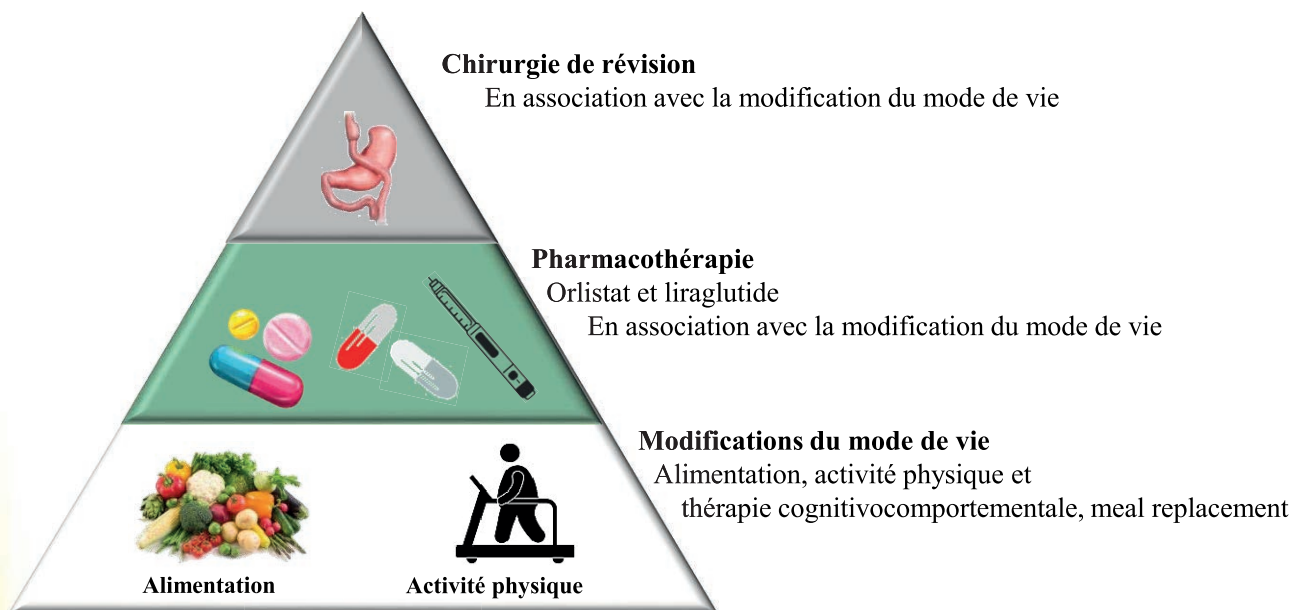 Chirurgie de révision
En association avec la modification du mode de vie
Pharmacothérapie
Orlistat et liraglutide
En association avec la modification du mode de vie
Modifications du mode de vie
Alimentation, activité physique et
thérapie cognitivocomportementale, meal replacement
Alimentation
Activité physique